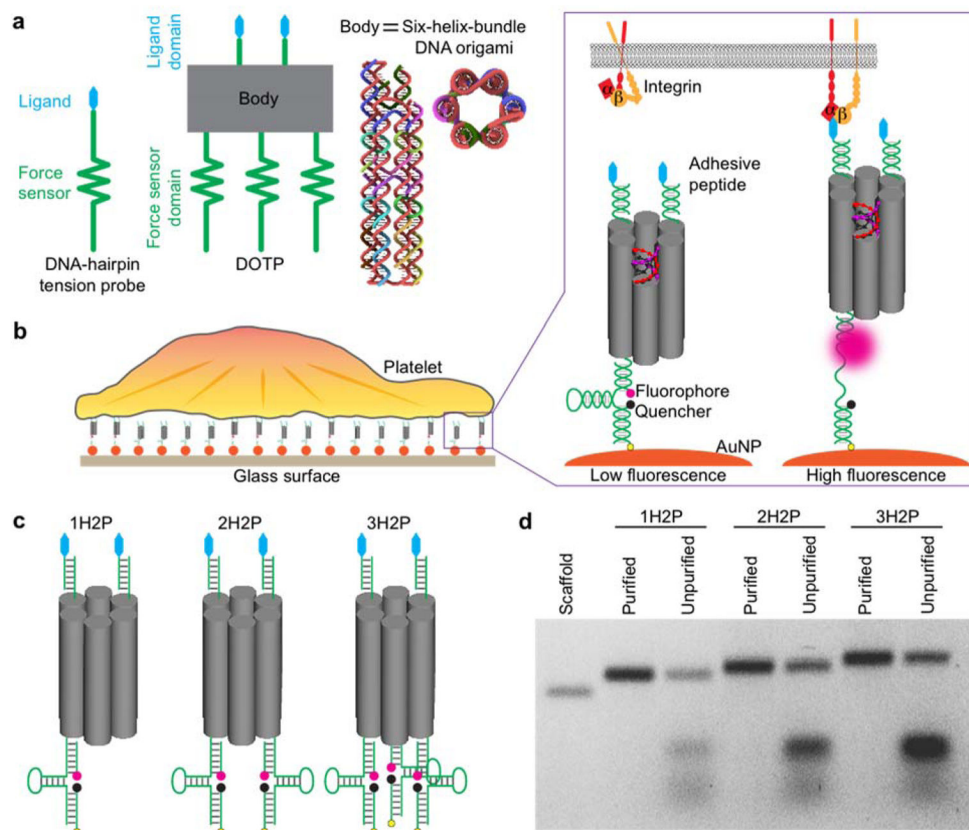 a
Ligand
Force
sensor
DNA-hairpin
tension probe
Ligand
domain
Body
Force sensor
domain
DOTP
Body = Six-helix-bundle
DNA origami
b
Platelet
Glass surface
Integrin
α
β
α
β
Adhesive
peptide
Fluorophore
Quencher
AuNP
Low fluorescence
High fluorescence
c
1H2P
2H2P
3H2P
d
1H2P
2H2P
3H2P
Scaffold
Purified
Unpurified
Purified
Unpurified
Purified
Unpurified